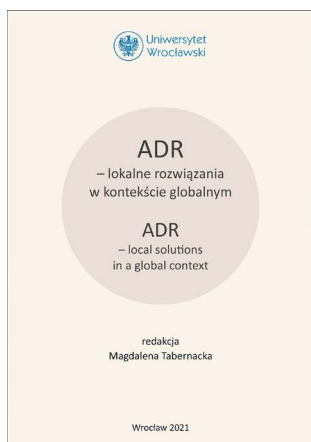 Uniwersytet
Wrocławski
ADR
– lokalne rozwiązania
w kontekście globalnym
ADR
– local solutions
in a global context
redakcja
Magdalena Tabernacka
Wrocław 2021